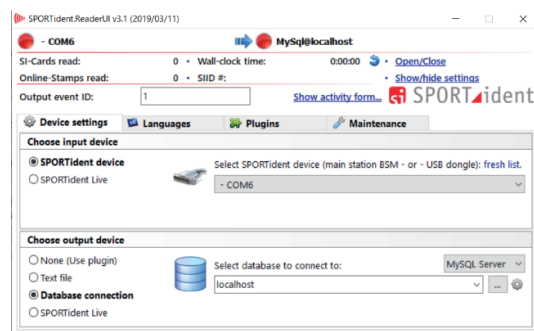 SPORTident.ReaderUI v3.1 (2019/03/11)
- COM6 MySql@localhost
SI-Cards read: 0 • Wall-clock time: 0:00:00 • Open/Close
Online-Stamps read: 0 • SIID #: • Show/hide settings
Output event ID: 1 Show activity form... SPORTident
Device settings Languages Plugins Maintenance
Choose input device
SPORTident device Select SPORTident device (main station BSM - or - USB dongle): fresh list.
SPORTident Live - COM6
Choose output device
None (Use plugin) Select database to connect to: MySQL Server
Text file localhost ...
Database connection
SPORTident Live